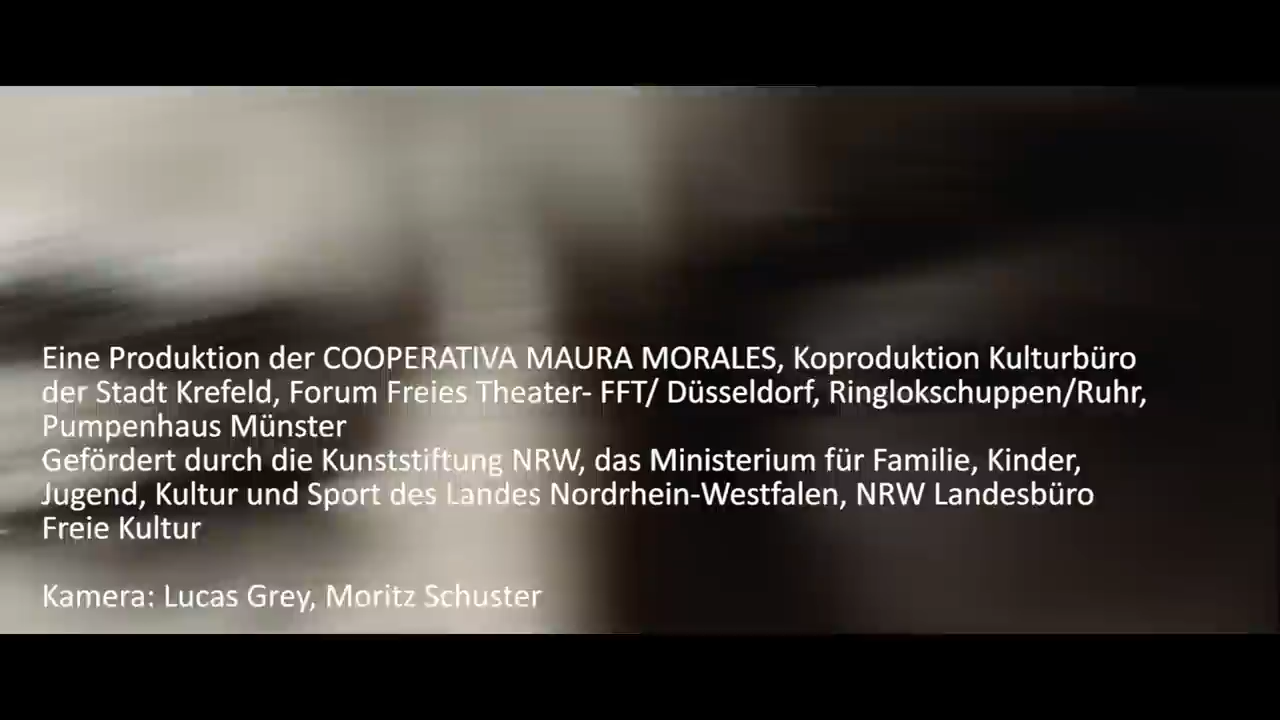 Eine Produktion der COOPERATIVA MAURA MORALES, Koproduktion Kulturbüro
der Stadt Krefeld, Forum Freies Theater- FFT/ Düsseldorf, Ringlokschuppen/Ruhr,
Pumpenhaus Münster
Gefördert durch die Kunststiftung NRW, das Ministerium für Familie, Kinder,
Jugend, Kultur und Sport des Landes Nordrhein-Westfalen, NRW Landesbüro
Freie Kultur
Kamera: Lucas Grey, Moritz Schuster